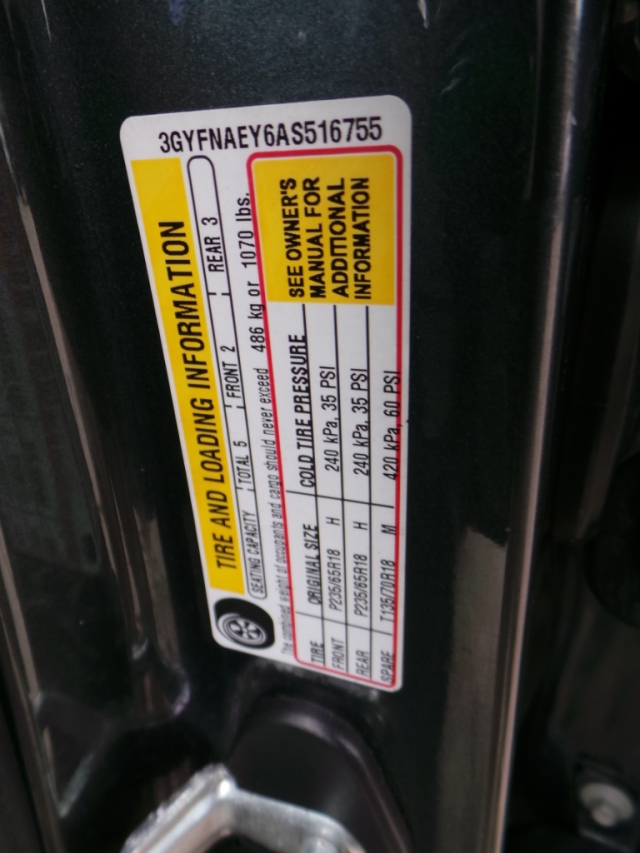 3GYFNAEY6AS516755
TIRE AND LOADING INFORMATION
SEATING CAPACITY TOTAL 5 FRONT 2 REAR 3
The combined weight of occupants and cargo should never exceed 486 kg or 1070 lbs.
TIRE ORIGINAL SIZE COLD TIRE PRESSURE
FRONT P235/65R18 H 240 kPa, 35 PSI
REAR P235/65R18 H 240 kPa, 35 PSI
SPARE T135/70R18 M 420 kPa, 60 PSI
SEE OWNER'S
MANUAL FOR
ADDITIONAL
INFORMATION